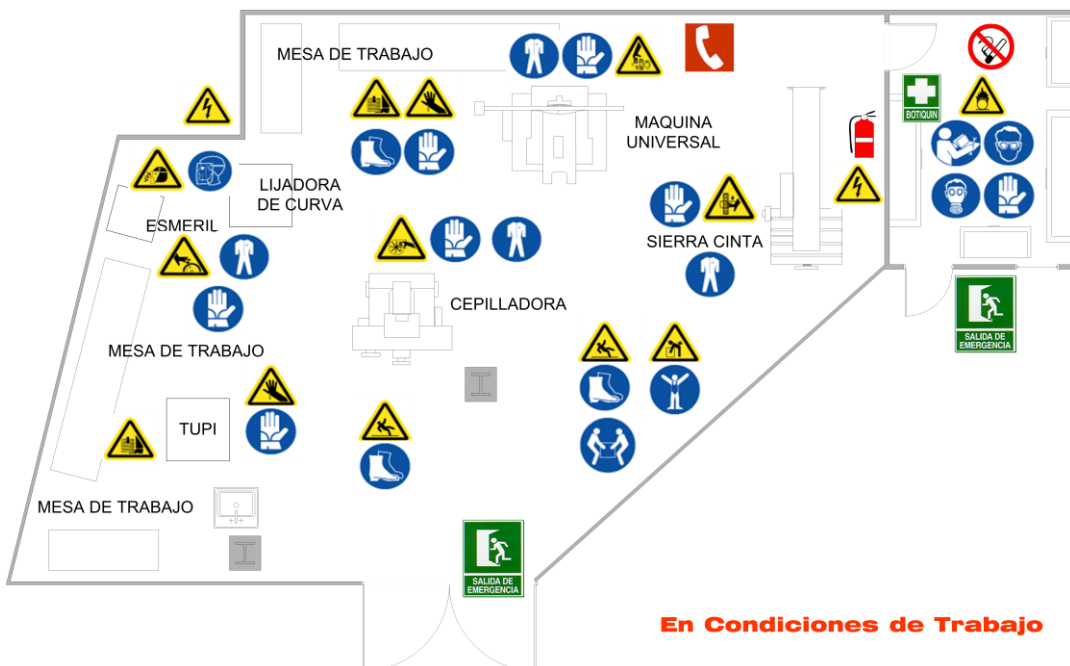 MESA DE TRABAJO
MAQUINA
UNIVERSAL
BOTIQUIN
LIJADORA
DE CURVA
ESMERIL
SIERRA CINTA
CEPILLADORA
SALIDA DE
EMERGENCIA
MESA DE TRABAJO
TUPI
MESA DE TRABAJO
SALIDA DE
EMERGENCIA
En Condiciones de Trabajo